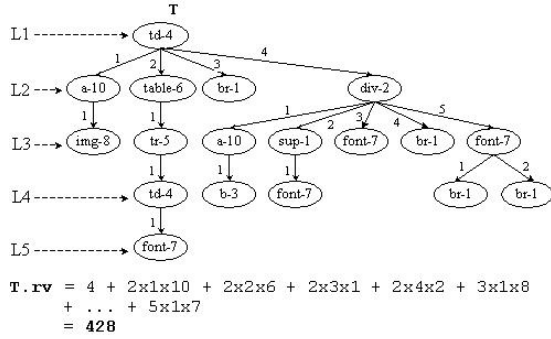 T
L1 td-4
1 2 3 4
L2 a-10 table-6 br-1 div-2
1 1 1 2 3 4 5
L3 img-8 tr-5 a-10 sup-1 font-7 br-1 font-7
1 1 1 1 2
L4 td-4 b-3 font-7 br-1 br-1
1
L5 font-7
T.rv = 4 + 2x1x10 + 2x2x6 + 2x3x1 + 2x4x2 + 3x1x8
+ ... + 5x1x7
= 428